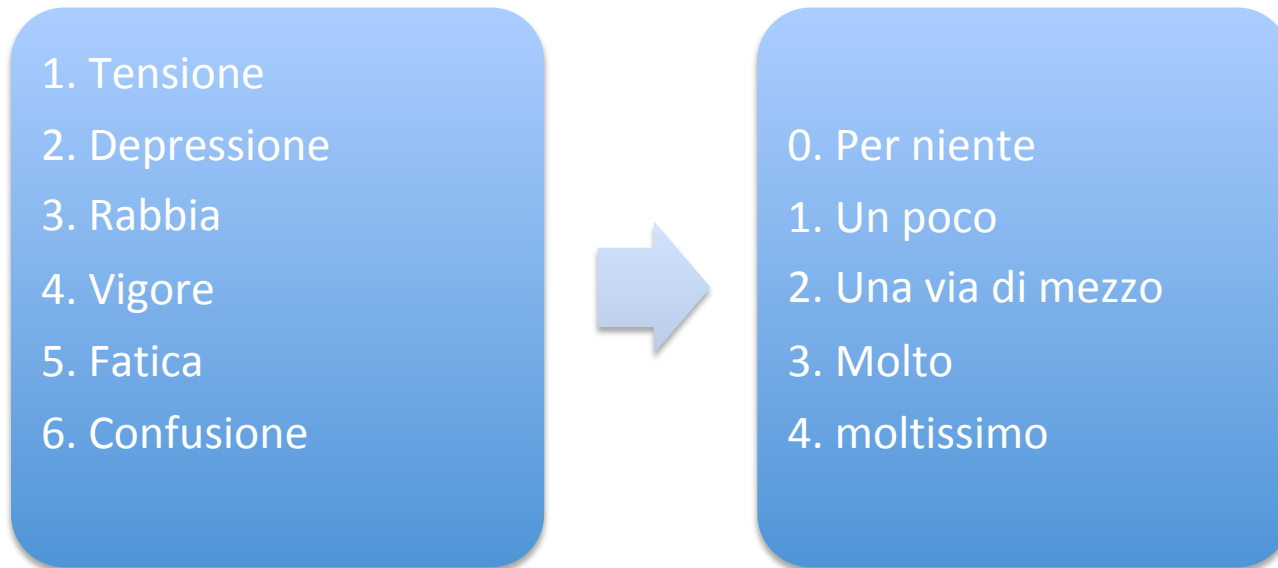 1. Tensione
2. Depressione
3. Rabbia
4. Vigore
5. Fatica
6. Confusione
0. Per niente
1. Un poco
2. Una via di mezzo
3. Molto
4. moltissimo